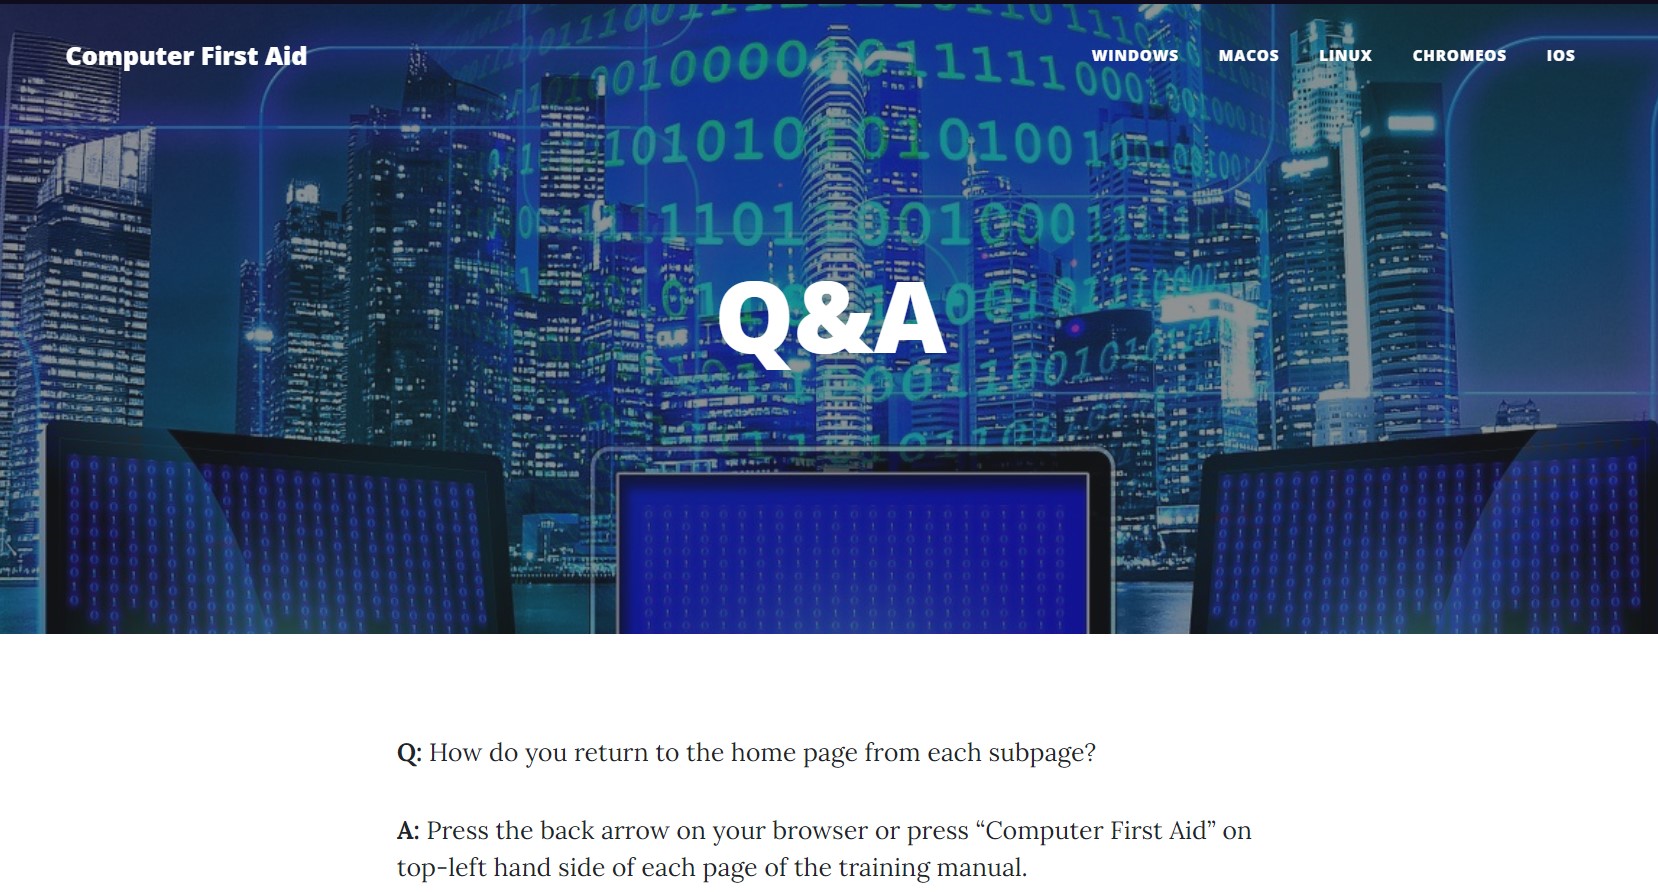 Computer First Aid
WINDOWS MACOS LINUX CHROMEOS IOS
Q&A
Q: How do you return to the home page from each subpage?
A: Press the back arrow on your browser or press “Computer First Aid” on
top-left hand side of each page of the training manual.